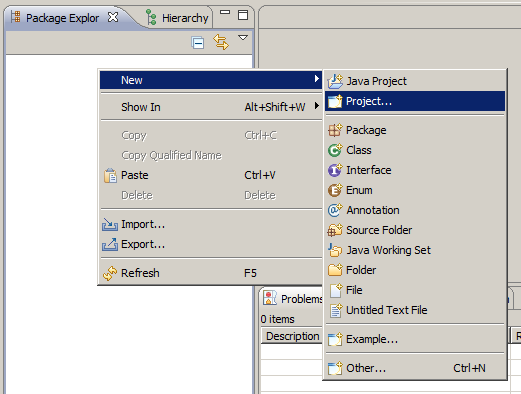 Package Explor
Hierarchy
New
Show In Alt+Shift+W
Copy Ctrl+C
Copy Qualified Name
Paste Ctrl+V
Delete Delete
Import...
Export...
Refresh F5
Java Project
Project...
Package
Class
Interface
Enum
Annotation
Source Folder
Java Working Set
Folder
File
Untitled Text File
Example...
Other... Ctrl+N
Problems
0 items
Description